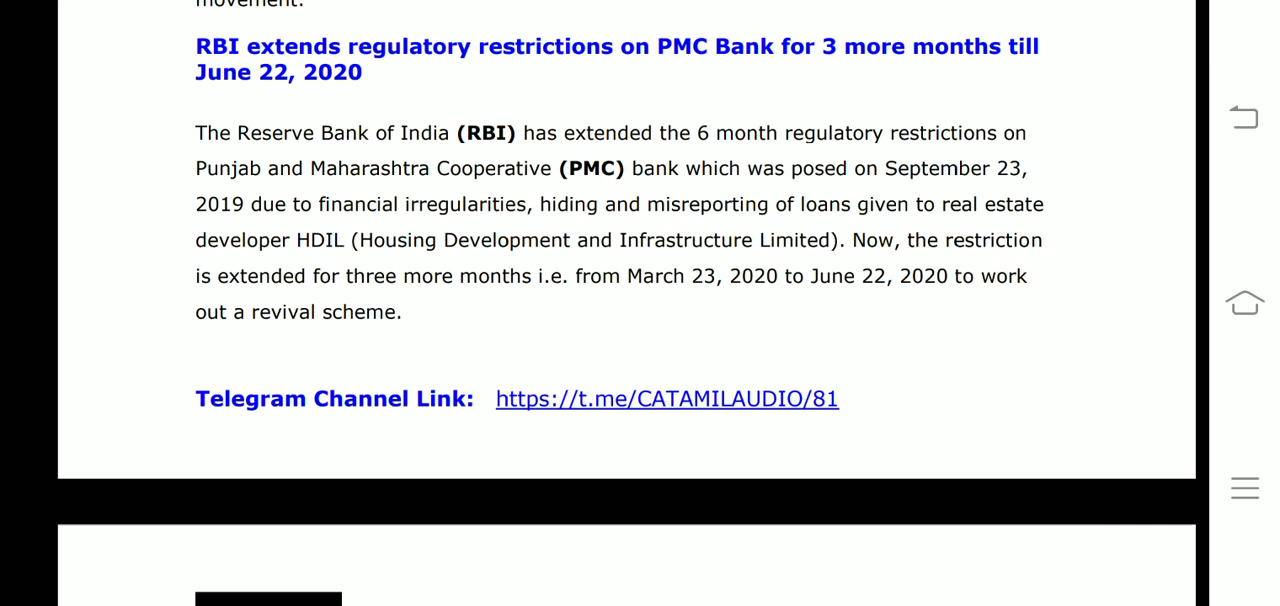 movement.
RBI extends regulatory restrictions on PMC Bank for 3 more months till
June 22, 2020
The Reserve Bank of India (RBI) has extended the 6 month regulatory restrictions on
Punjab and Maharashtra Cooperative (PMC) bank which was posed on September 23,
2019 due to financial irregularities, hiding and misreporting of loans given to real estate
developer HDIL (Housing Development and Infrastructure Limited). Now, the restriction
is extended for three more months i.e. from March 23, 2020 to June 22, 2020 to work
out a revival scheme.
Telegram Channel Link: https://t.me/CATAMILAUDIO/81